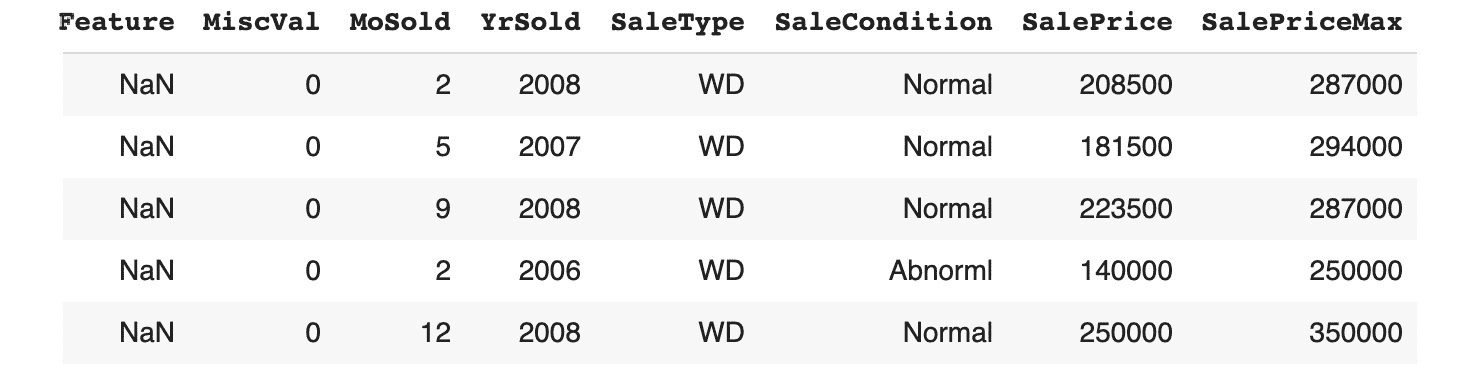 Feature MiscVal MoSold YrSold SaleType SaleCondition SalePrice SalePriceMax
NaN 0 2 2008 WD Normal 208500 287000
NaN 0 5 2007 WD Normal 181500 294000
NaN 0 9 2008 WD Normal 223500 287000
NaN 0 2 2006 WD Abnorml 140000 250000
NaN 0 12 2008 WD Normal 250000 350000